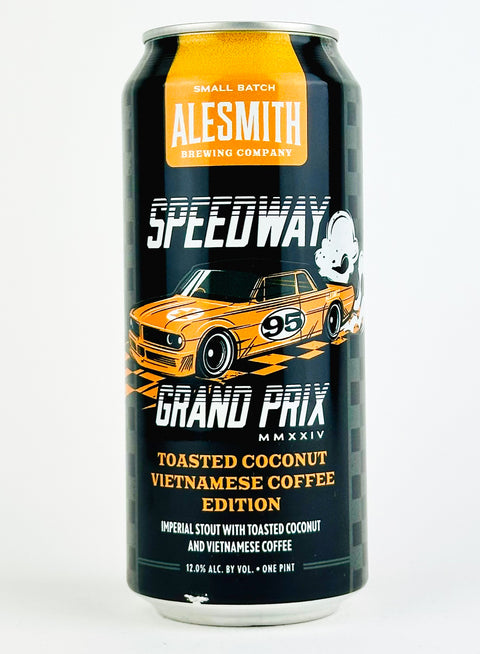 SMALL BATCH
ALESMITH
BREWING COMPANY
SPEEDWAY
95
GRAND PRIX
MMXXIV
TOASTED COCONUT
VIETNAMESE COFFEE
EDITION
IMPERIAL STOUT WITH TOASTED COCONUT
AND VIETNAMESE COFFEE
12.0% ALC. BY VOL. • ONE PINT